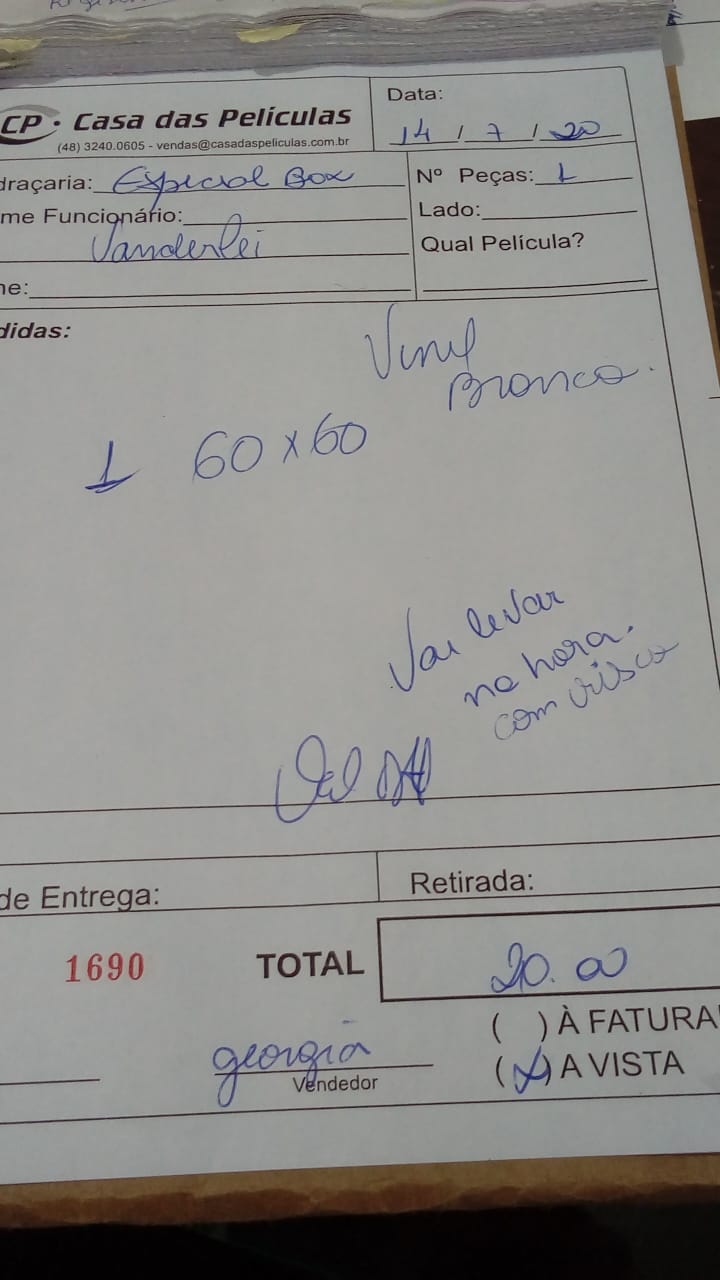 CP · Casa das Películas
(48) 3240.0605 - vendas@casadaspeliculas.com.br
Data:
14 / 7 / 20
draçaria: Especial Box
Nº Peças: 1
me Funcionário:
Lado:
Vanderlei
Qual Película?
ne:
didas:
Vinil
Branco.
1 60 x 60
Vai levar
na hora.
com visco
de Entrega:
Retirada:
1690
TOTAL
20.00
( ) À FATURA
georgia
Vendedor
(X) A VISTA